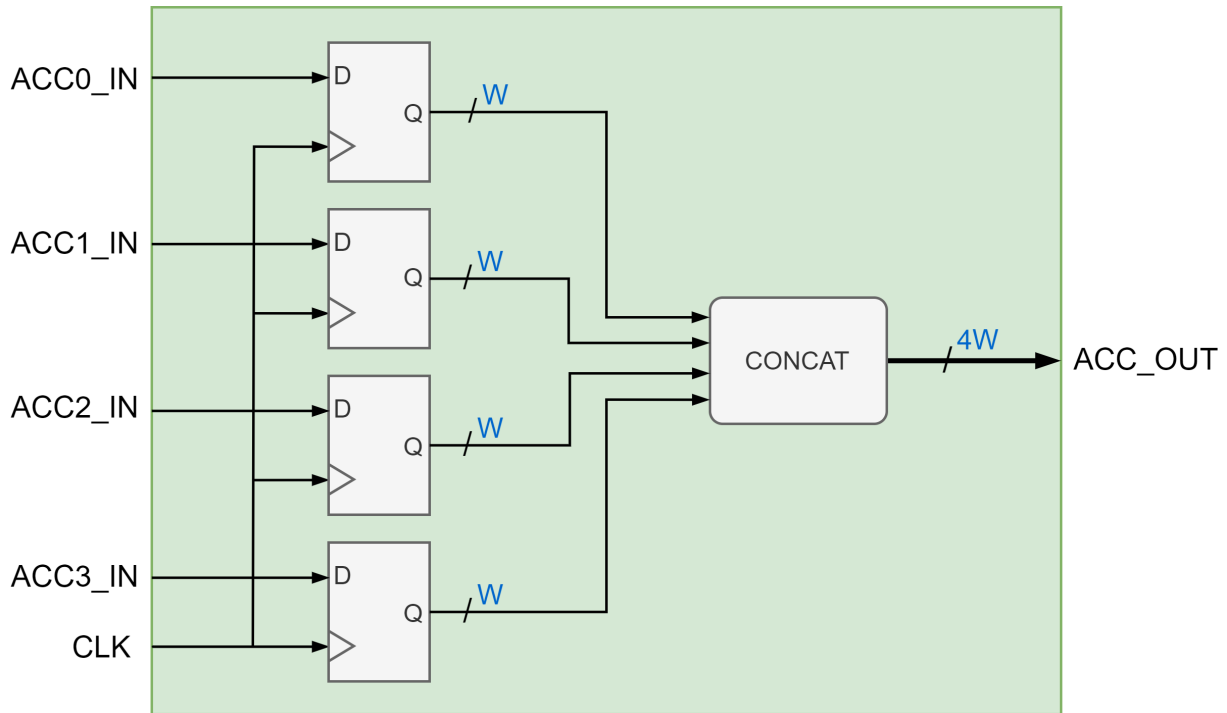 ACC0_IN
D
Q
W
ACC1_IN
D
Q
W
CONCAT
4W
ACC_OUT
ACC2_IN
D
Q
W
ACC3_IN
D
Q
W
CLK